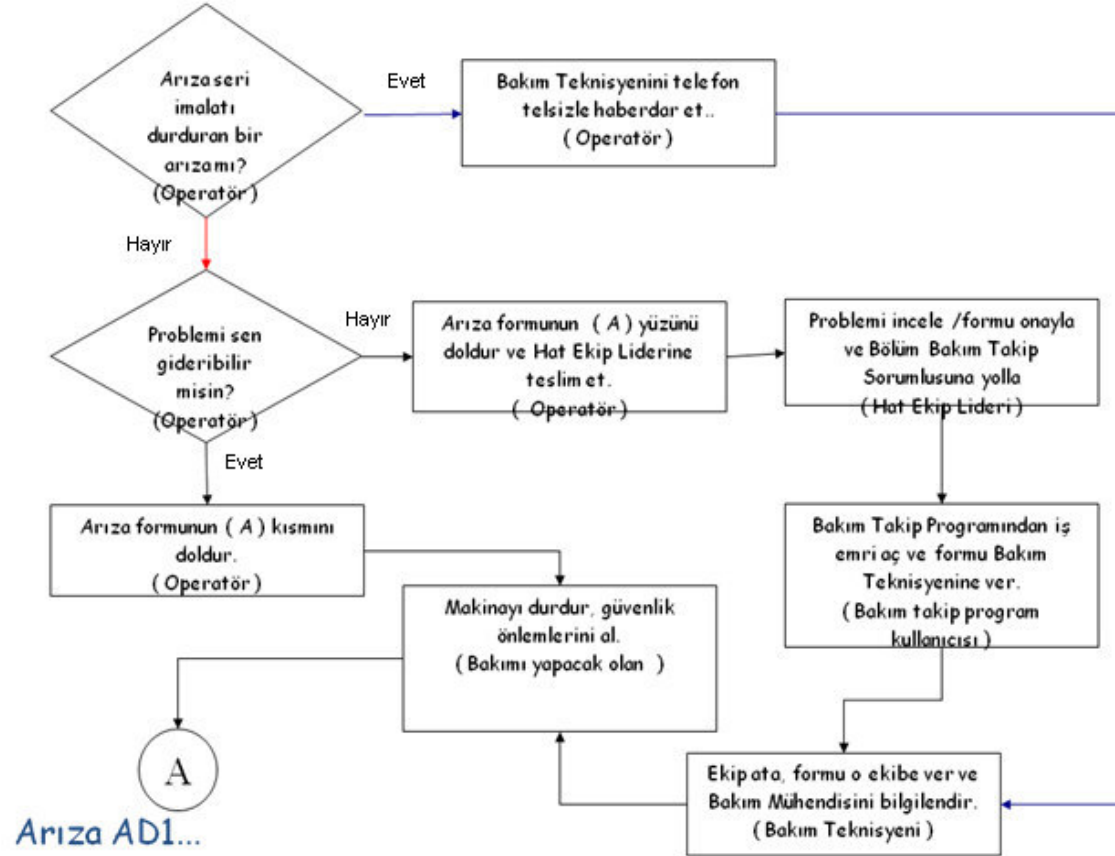 Arıza seri
imalatı
durduran bir
arıza mı?
(Operatör)
Evet
Bakım Teknisyenini telefon
telsizle haberdar et..
( Operatör )
Hayır
Problemi sen
gideribilir
misin?
(Operatör)
Hayır
Arıza formunun ( A ) yüzünü
doldur ve Hat Ekip Liderine
teslim et.
( Operatör )
Problemi incele /formu onayla
ve Bölüm Bakım Takip
Sorumlusuna yolla
( Hat Ekip Lideri )
Evet
Arıza formunun ( A ) kısmını
doldur.
( Operatör )
Bakım Takip Programından iş
emri aç ve formu Bakım
Teknisyenine ver.
( Bakım takip program
kullanıcısı )
Makinayı durdur, güvenlik
önlemlerini al.
( Bakımı yapacak olan )
A
Ekip ata, formu o ekibe ver ve
Bakım Mühendisini bilgilendir.
( Bakım Teknisyeni )
Arıza AD1...